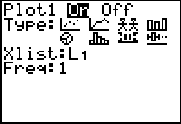 Plot1 On Off
Type:
Xlist:L₁
Freq:1